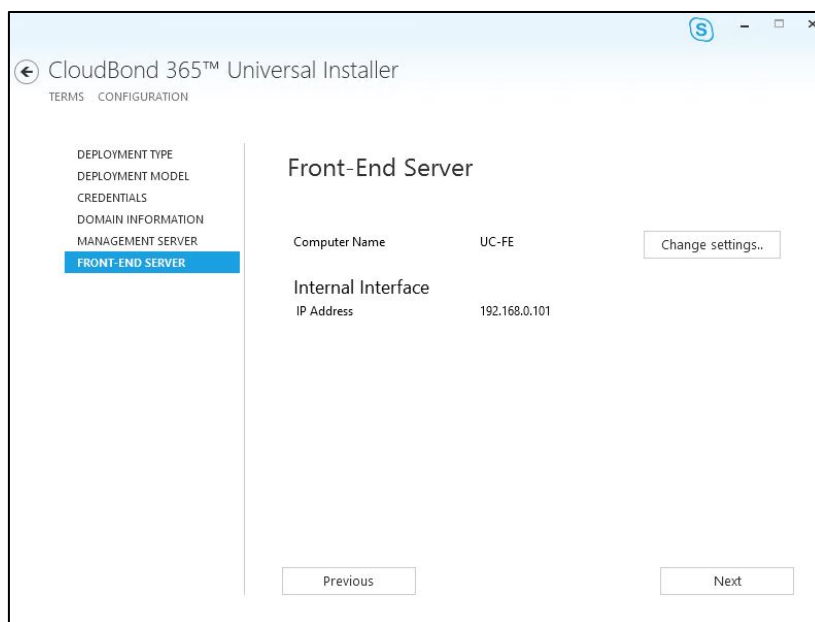 S
CloudBond 365™ Universal Installer
TERMS CONFIGURATION
DEPLOYMENT TYPE
DEPLOYMENT MODEL
CREDENTIALS
DOMAIN INFORMATION
MANAGEMENT SERVER
FRONT-END SERVER
Front-End Server
Computer Name UC-FE Change settings..
Internal Interface
IP Address 192.168.0.101
Previous Next